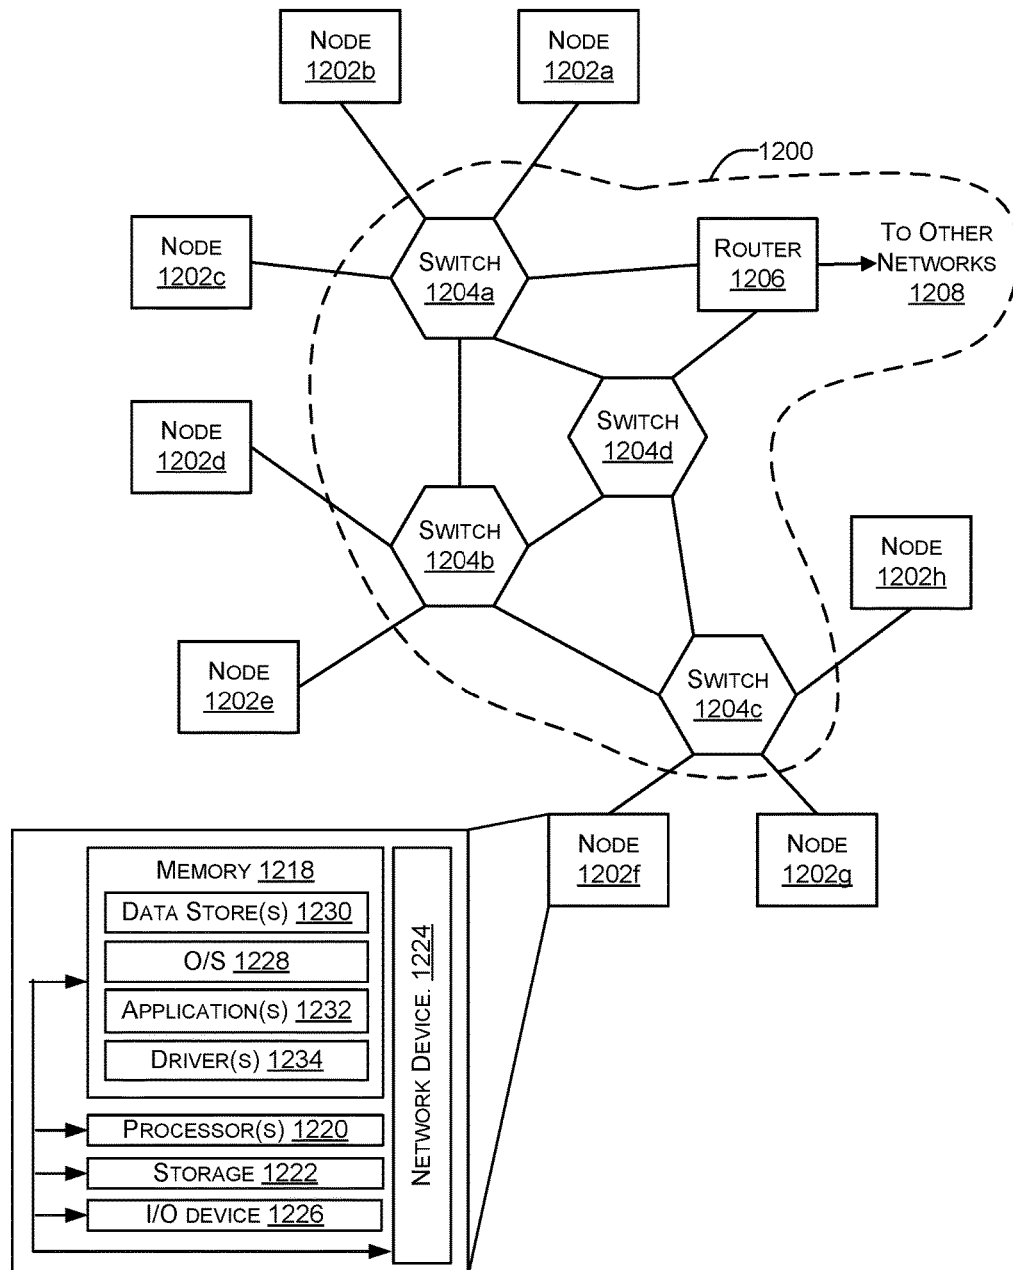 NODE
1202b
NODE
1202a
1200
NODE
1202c
SWITCH
1204a
ROUTER
1206
TO OTHER
NETWORKS
1208
NODE
1202d
SWITCH
1204d
SWITCH
1204b
NODE
1202h
NODE
1202e
SWITCH
1204c
NODE
1202f
NODE
1202g
MEMORY 1218
DATA STORE(S) 1230
O/S 1228
APPLICATION(S) 1232
DRIVER(S) 1234
PROCESSOR(S) 1220
STORAGE 1222
I/O DEVICE 1226
NETWORK DEVICE. 1224